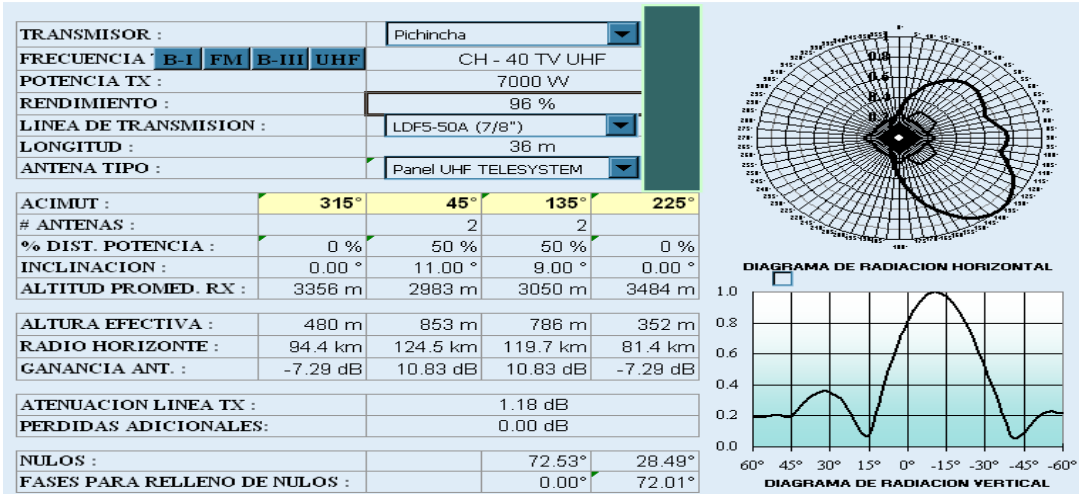 TRANSMISOR : Pichincha
FRECUENCIA B-I FM B-III UHF CH - 40 TV UHF
POTENCIA TX : 7000 W
RENDIMIENTO : 96 %
LINEA DE TRANSMISION : LDF5-50A (7/8")
LONGITUD : 36 m
ANTENA TIPO : Panel UHF TELESYSTEM
ACIMUT : 315° 45° 135° 225°
# ANTENAS : 2 2
% DIST. POTENCIA : 0 % 50 % 50 % 0 %
INCLINACION : 0.00 ° 11.00 ° 9.00 ° 0.00 °
ALTITUD PROMED. RX : 3356 m 2983 m 3050 m 3484 m
ALTURA EFECTIVA : 480 m 853 m 786 m 352 m
RADIO HORIZONTE : 94.4 km 124.5 km 119.7 km 81.4 km
GANANCIA ANT. : -7.29 dB 10.83 dB 10.83 dB -7.29 dB
ATENUACION LINEA TX : 1.18 dB
PERDIDAS ADICIONALES: 0.00 dB
NULOS : 72.53° 28.49°
FASES PARA RELLENO DE NULOS : 0.00° 72.01°
DIAGRAMA DE RADIACION HORIZONTAL
1.0
0.8
0.6
0.4
0.2
0.0
60° 45° 30° 15° 0° -15° -30° -45° -60°
DIAGRAMA DE RADIACION VERTICAL